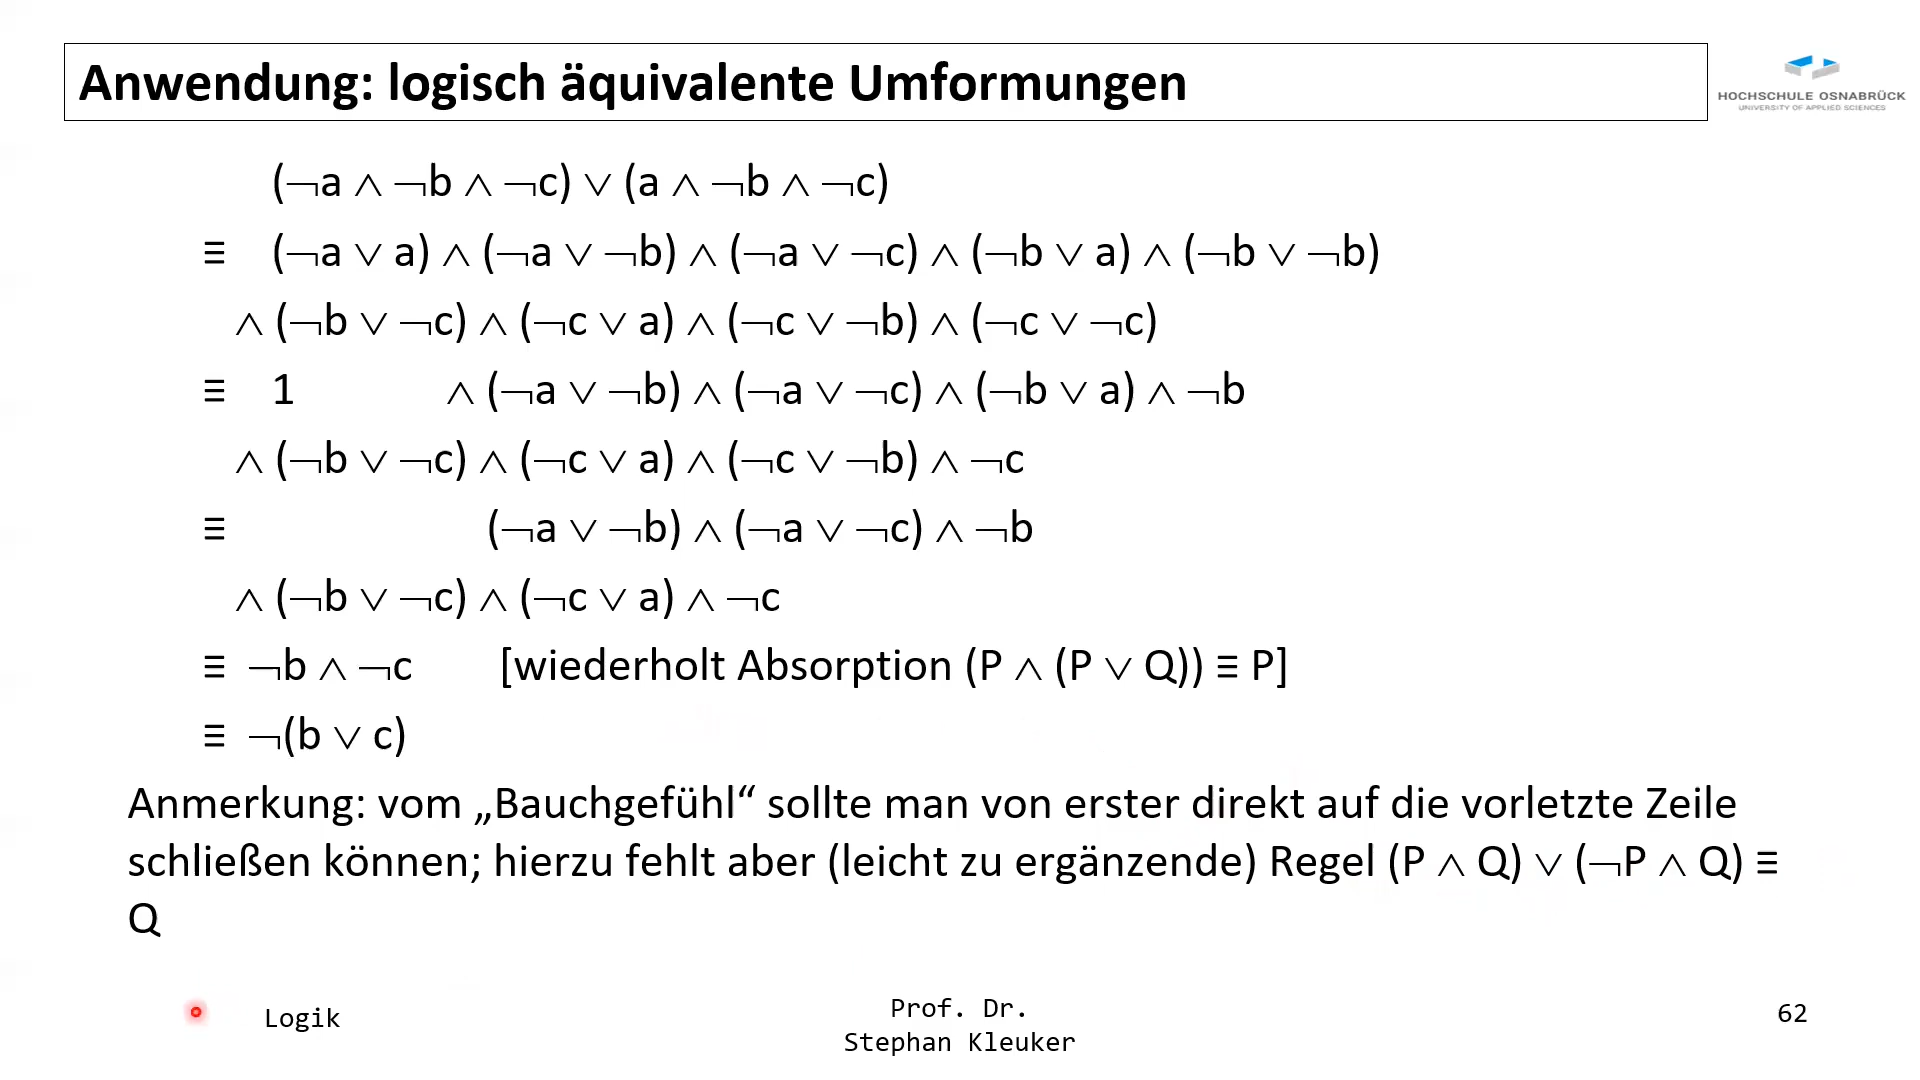 Anwendung: logisch äquivalente Umformungen
HOCHSCHULE OSNABRÜCK
UNIVERSITY OF APPLIED SCIENCES
(¬a ∧ ¬b ∧ ¬c) ∨ (a ∧ ¬b ∧ ¬c)
≡ (¬a ∨ a) ∧ (¬a ∨ ¬b) ∧ (¬a ∨ ¬c) ∧ (¬b ∨ a) ∧ (¬b ∨ ¬b)
∧ (¬b ∨ ¬c) ∧ (¬c ∨ a) ∧ (¬c ∨ ¬b) ∧ (¬c ∨ ¬c)
≡ 1 ∧ (¬a ∨ ¬b) ∧ (¬a ∨ ¬c) ∧ (¬b ∨ a) ∧ ¬b
∧ (¬b ∨ ¬c) ∧ (¬c ∨ a) ∧ (¬c ∨ ¬b) ∧ ¬c
≡ (¬a ∨ ¬b) ∧ (¬a ∨ ¬c) ∧ ¬b
∧ (¬b ∨ ¬c) ∧ (¬c ∨ a) ∧ ¬c
≡ ¬b ∧ ¬c [wiederholt Absorption (P ∧ (P ∨ Q)) ≡ P]
≡ ¬(b ∨ c)
Anmerkung: vom „Bauchgefühl“ sollte man von erster direkt auf die vorletzte Zeile
schließen können; hierzu fehlt aber (leicht zu ergänzende) Regel (P ∧ Q) ∨ (¬P ∧ Q) ≡
Q
Logik
Prof. Dr.
Stephan Kleuker
62